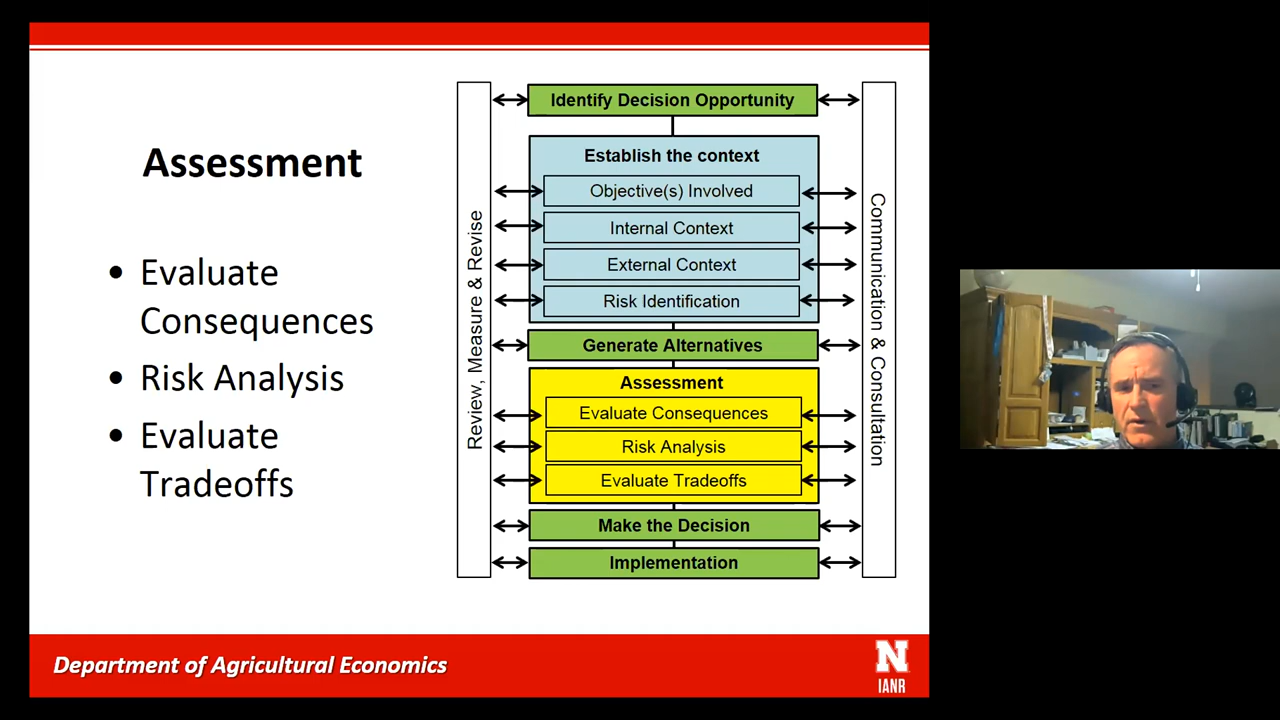 Assessment
• Evaluate
Consequences
• Risk Analysis
• Evaluate
Tradeoffs
Review, Measure & Revise
Identify Decision Opportunity
Establish the context
Objective(s) Involved
Internal Context
External Context
Risk Identification
Generate Alternatives
Assessment
Evaluate Consequences
Risk Analysis
Evaluate Tradeoffs
Make the Decision
Implementation
Communication & Consultation
Department of Agricultural Economics
N
IANR